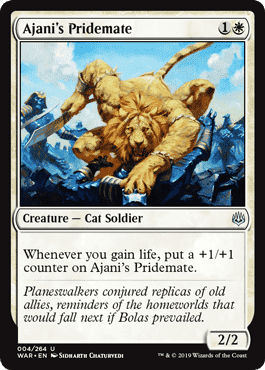 Ajani's Pridemate 1
Creature — Cat Soldier
Whenever you gain life, put a +1/+1
counter on Ajani's Pridemate.
Planeswalkers conjured replicas of old
allies, reminders of the homeworlds that
would fall next if Bolas prevailed.
2/2
004/264 U
WAR • EN Sidharth Chaturvedi ™ & © 2019 Wizards of the Coast